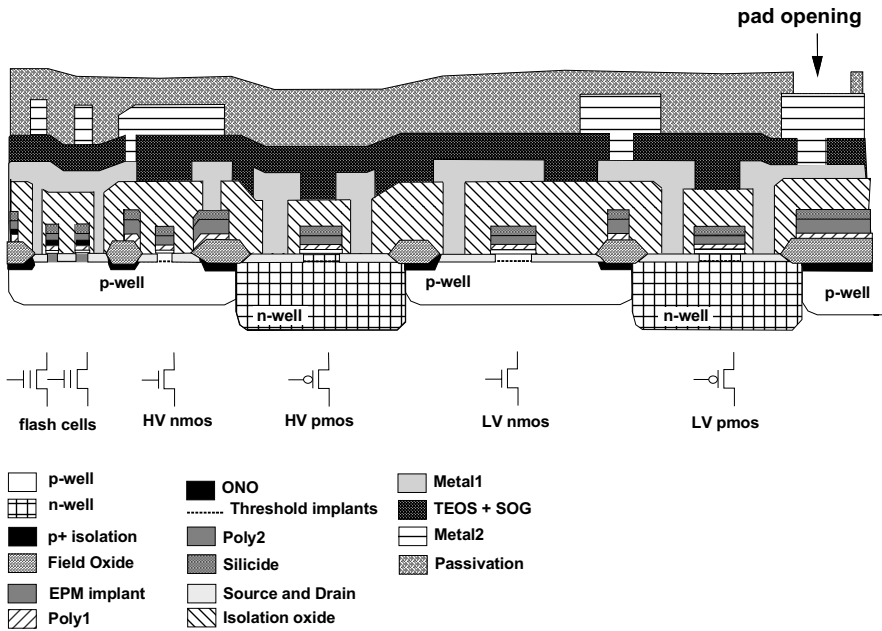 pad opening
p-well
n-well
p-well
n-well
p-well
flash cells
HV nmos
HV pmos
LV nmos
LV pmos
p-well
n-well
p+ isolation
Field Oxide
EPM implant
Poly1
ONO
Threshold implants
Poly2
Silicide
Source and Drain
Isolation oxide
Metal1
TEOS + SOG
Metal2
Passivation